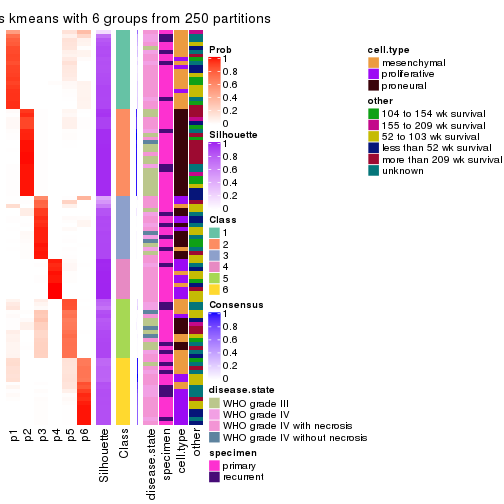 s kmeans with 6 groups from 250 partitions
Prob
1
0.8
0.6
0.4
0.2
0
Silhouette
1
0.8
0.6
0.4
0.2
0
Class
1
2
3
4
5
6
Consensus
1
0.8
0.6
0.4
0.2
0
disease.state
WHO grade III
WHO grade IV
WHO grade IV with necrosis
WHO grade IV without necrosis
specimen
primary
recurrent
cell.type
mesenchymal
proliferative
proneural
other
104 to 154 wk survival
155 to 209 wk survival
52 to 103 wk survival
less than 52 wk survival
more than 209 wk survival
unknown
p1
p2
p3
p4
p5
p6
Silhouette
Class
disease.state
specimen
cell.type
other